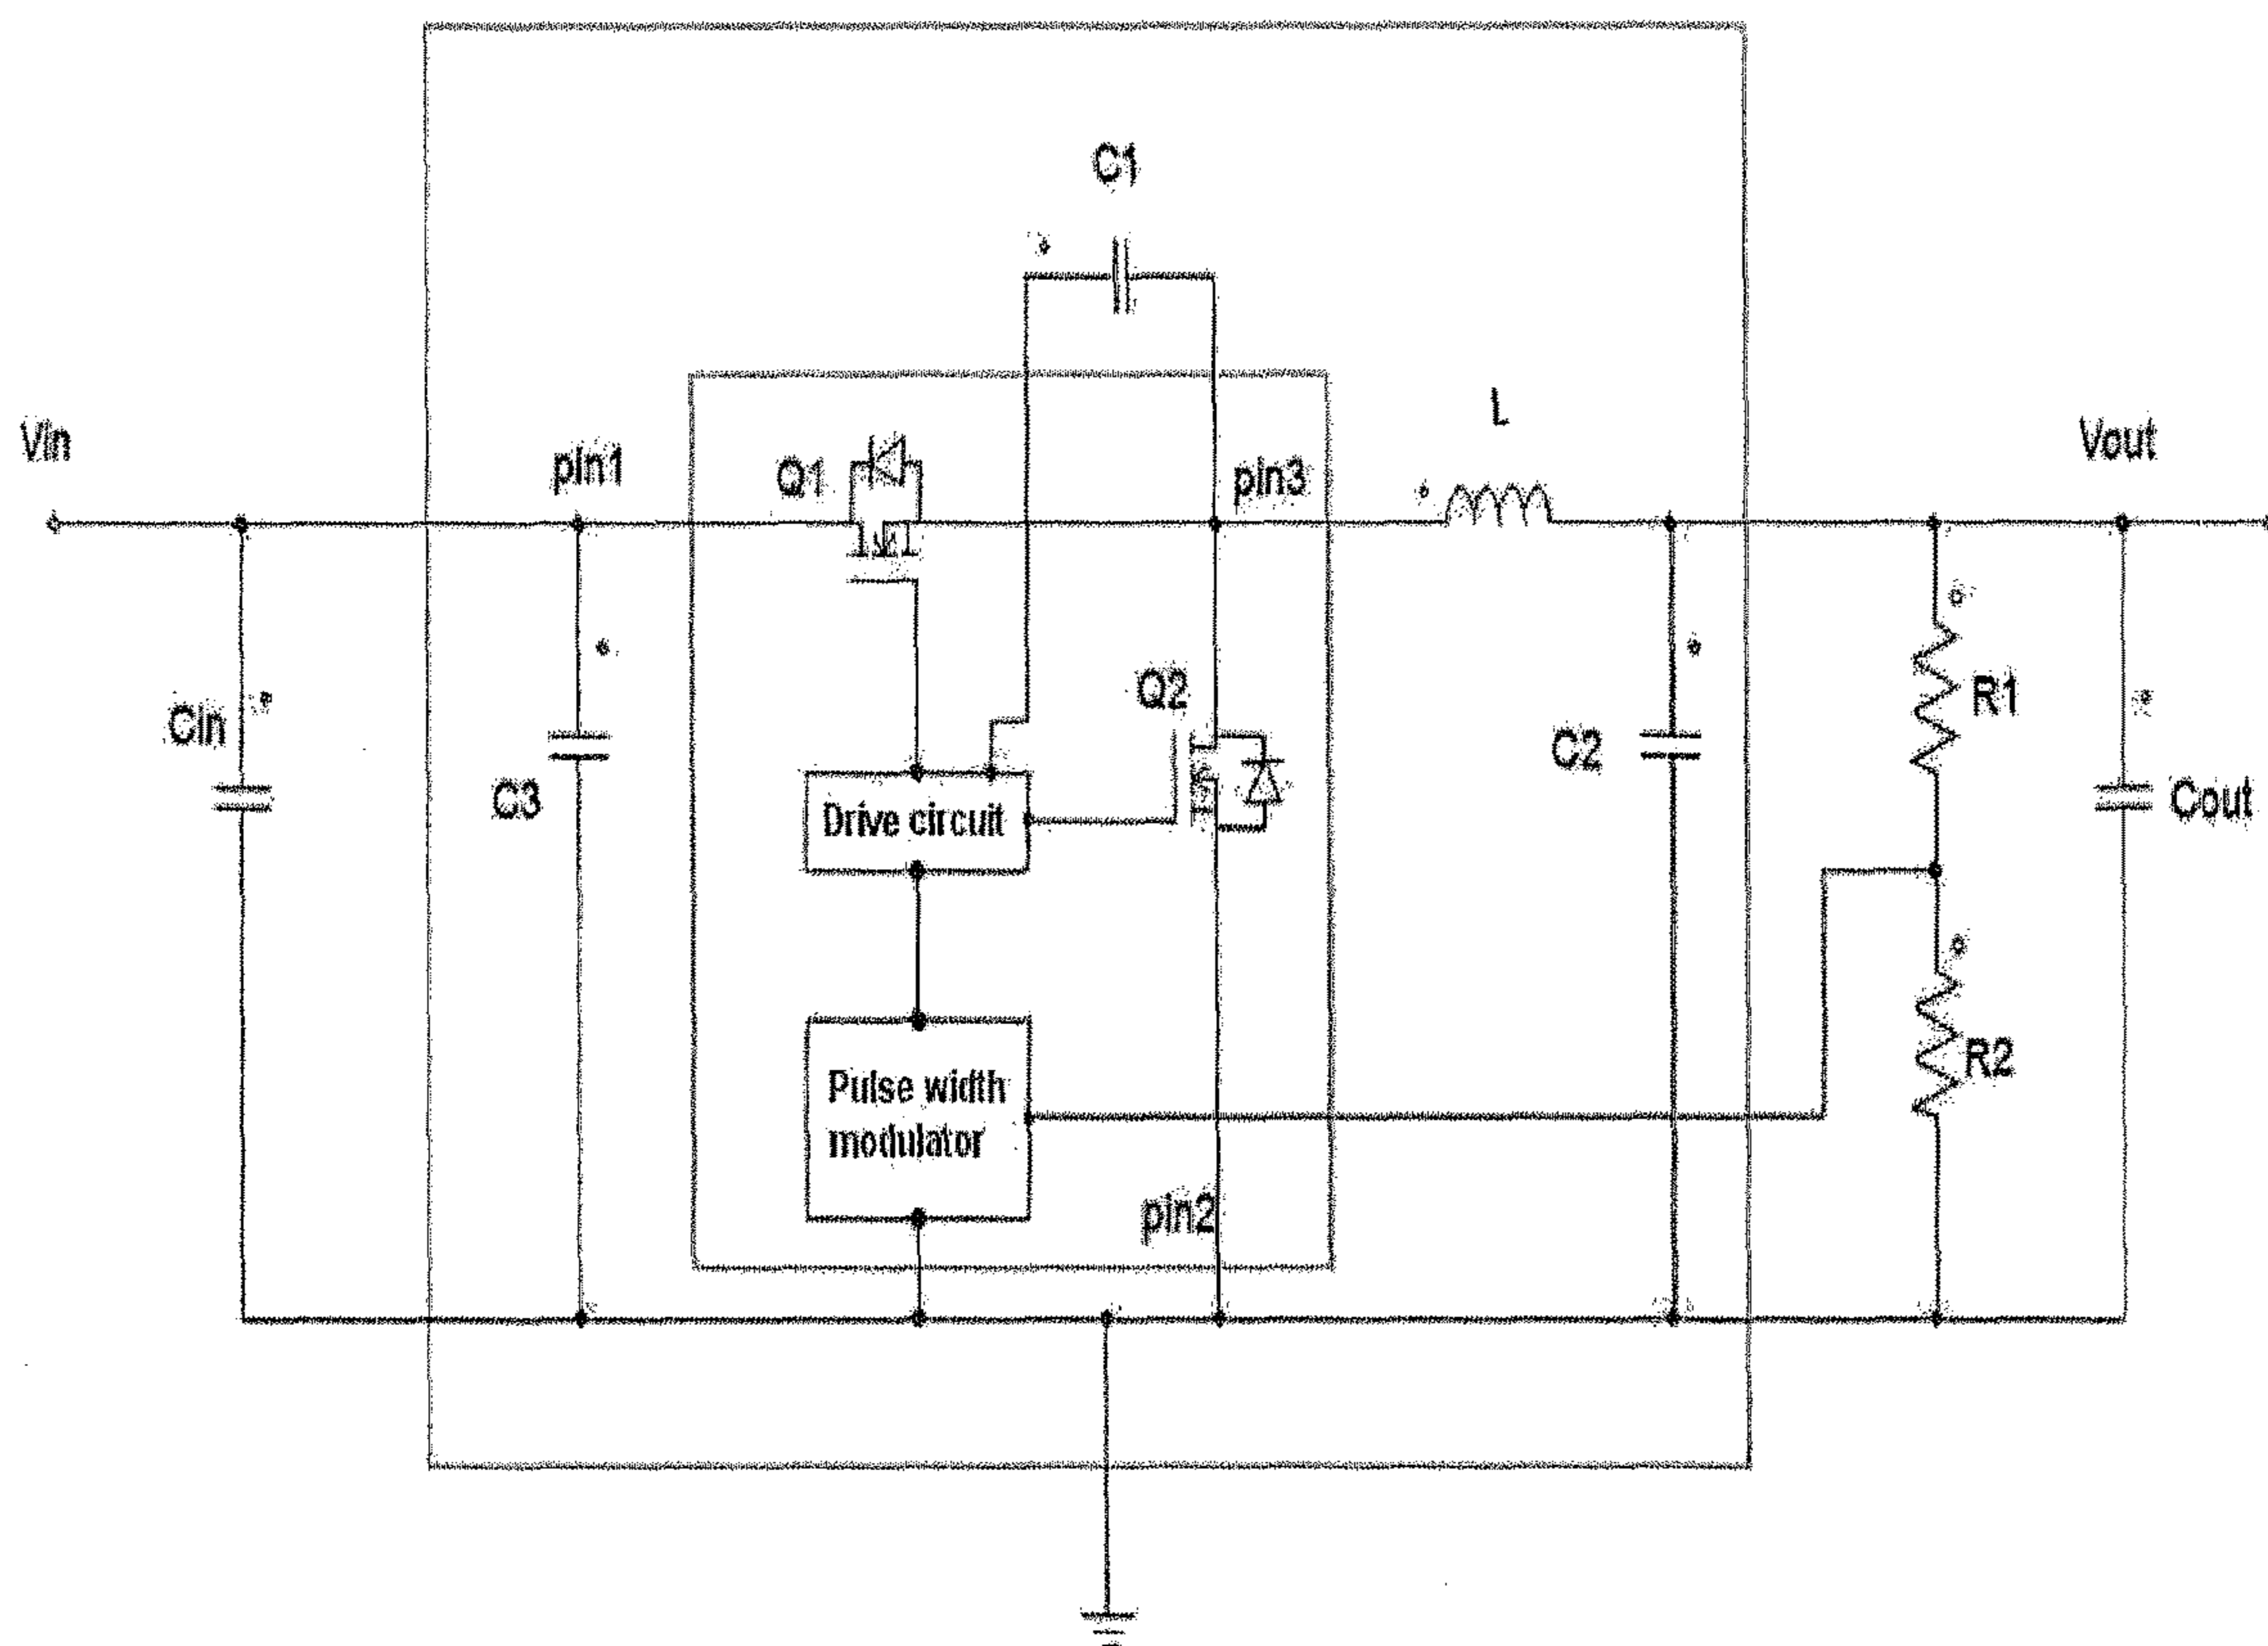 C1
L
Vin
pin1
Q1
pin3
Vout
Q2
R1
Cin
C3
C2
Cout
Drive circuit
R2
Pulse width
modulator
pin2